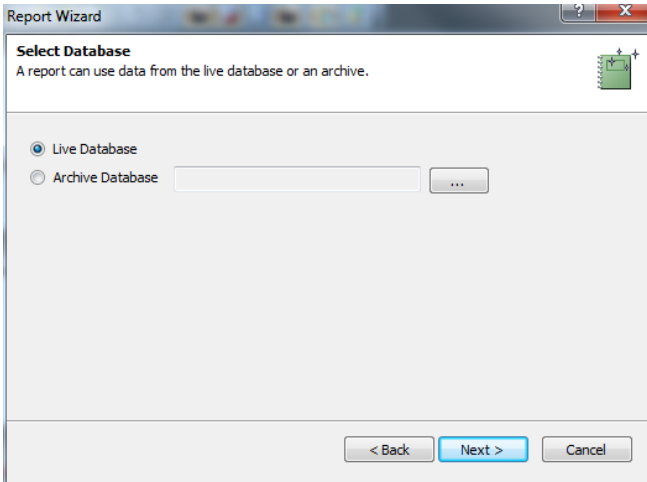 Report Wizard
?
X
Select Database
A report can use data from the live database or an archive.
Live Database
Archive Database
...
< Back
Next >
Cancel